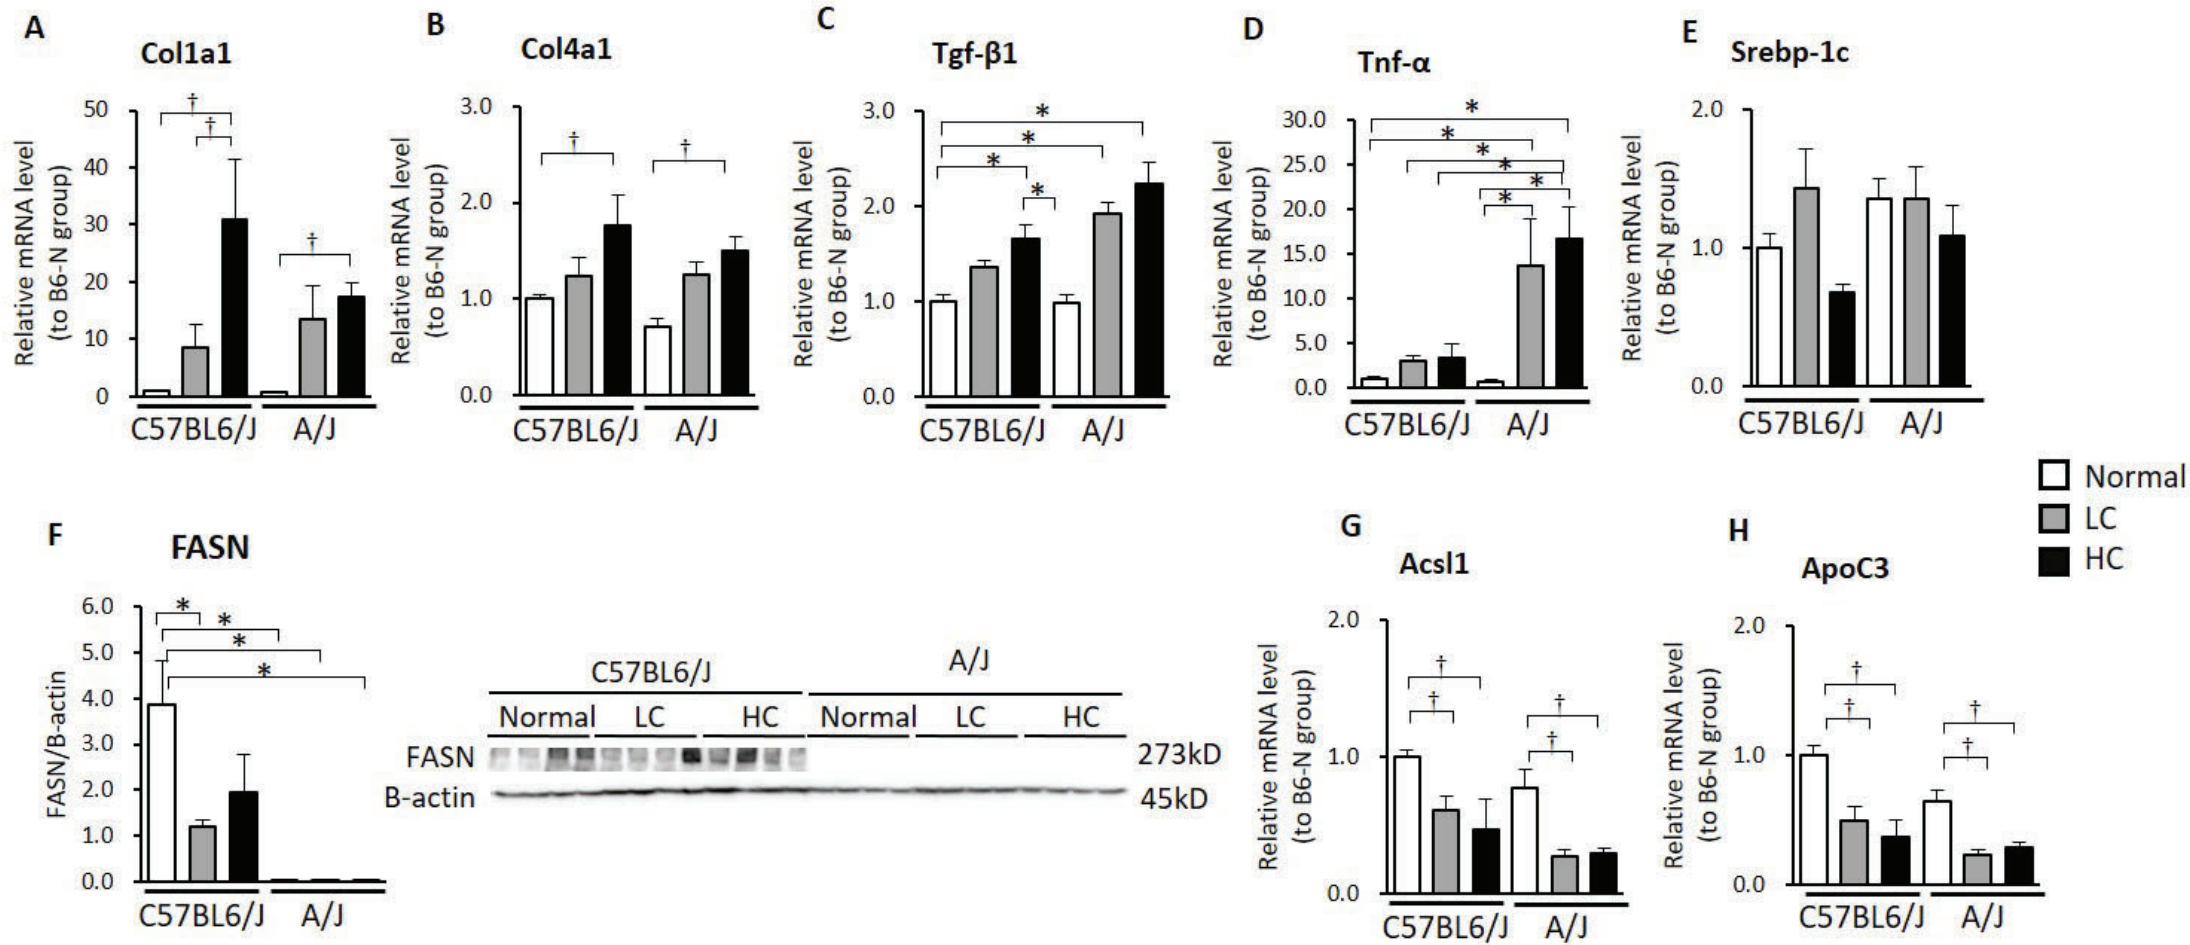 A
Col1a1
Relative mRNA level
(to B6-N group)
50
40
30
20
10
0
†
†
†
C57BL6/J
A/J
B
Col4a1
Relative mRNA level
(to B6-N group)
3.0
2.0
1.0
0.0
†
†
C57BL6/J
A/J
C
Tgf-β1
Relative mRNA level
(to B6-N group)
3.0
2.0
1.0
0.0
*
*
*
*
C57BL6/J
A/J
D
Tnf-α
Relative mRNA level
(to B6-N group)
30.0
25.0
20.0
15.0
10.0
5.0
0.0
*
*
*
*
*
*
C57BL6/J
A/J
E
Srebp-1c
Relative mRNA level
(to B6-N group)
2.0
1.0
0.0
C57BL6/J
A/J
Normal
LC
HC
F
FASN
FASN/B-actin
6.0
5.0
4.0
3.0
2.0
1.0
0.0
*
*
*
*
C57BL6/J
A/J
C57BL6/J
A/J
Normal LC HC Normal LC HC
FASN 273kD
B-actin 45kD
G
Acsl1
Relative mRNA level
(to B6-N group)
2.0
1.0
0.0
†
†
†
†
C57BL6/J
A/J
H
ApoC3
Relative mRNA level
(to B6-N group)
2.0
1.0
0.0
†
†
†
†
C57BL6/J
A/J